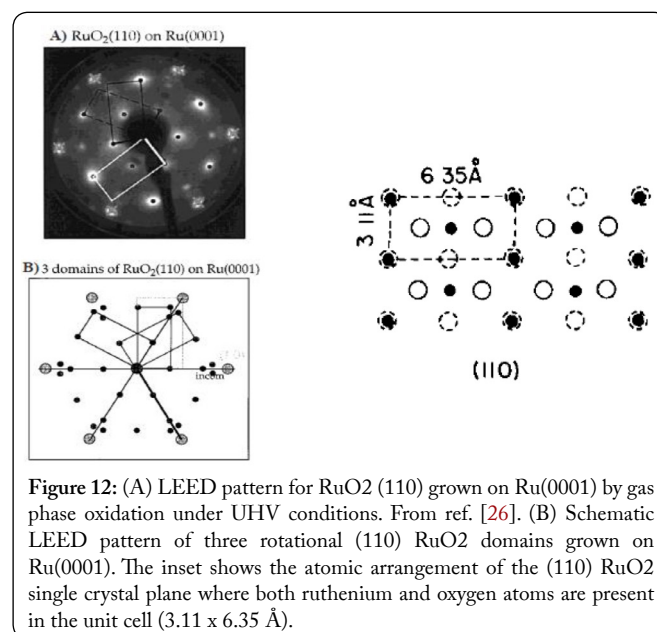 A) RuO2(110) on Ru(0001)
B) 3 domains of RuO2(110) on Ru(0001)
incom
6 35Å
3 11 Å
(110)
Figure 12: (A) LEED pattern for RuO2 (110) grown on Ru(0001) by gas
phase oxidation under UHV conditions. From ref. [26]. (B) Schematic
LEED pattern of three rotational (110) RuO2 domains grown on
Ru(0001). The inset shows the atomic arrangement of the (110) RuO2
single crystal plane where both ruthenium and oxygen atoms are present
in the unit cell (3.11 x 6.35 Å).